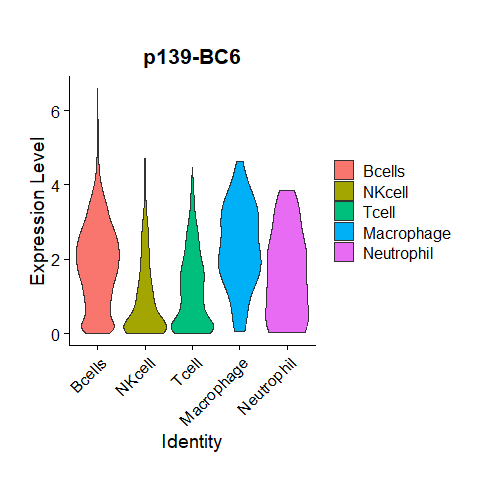 p139-BC6
Expression Level
6
4
2
0
Bcells
NKcell
Tcell
Macrophage
Neutrophil
Identity
Bcells
NKcell
Tcell
Macrophage
Neutrophil